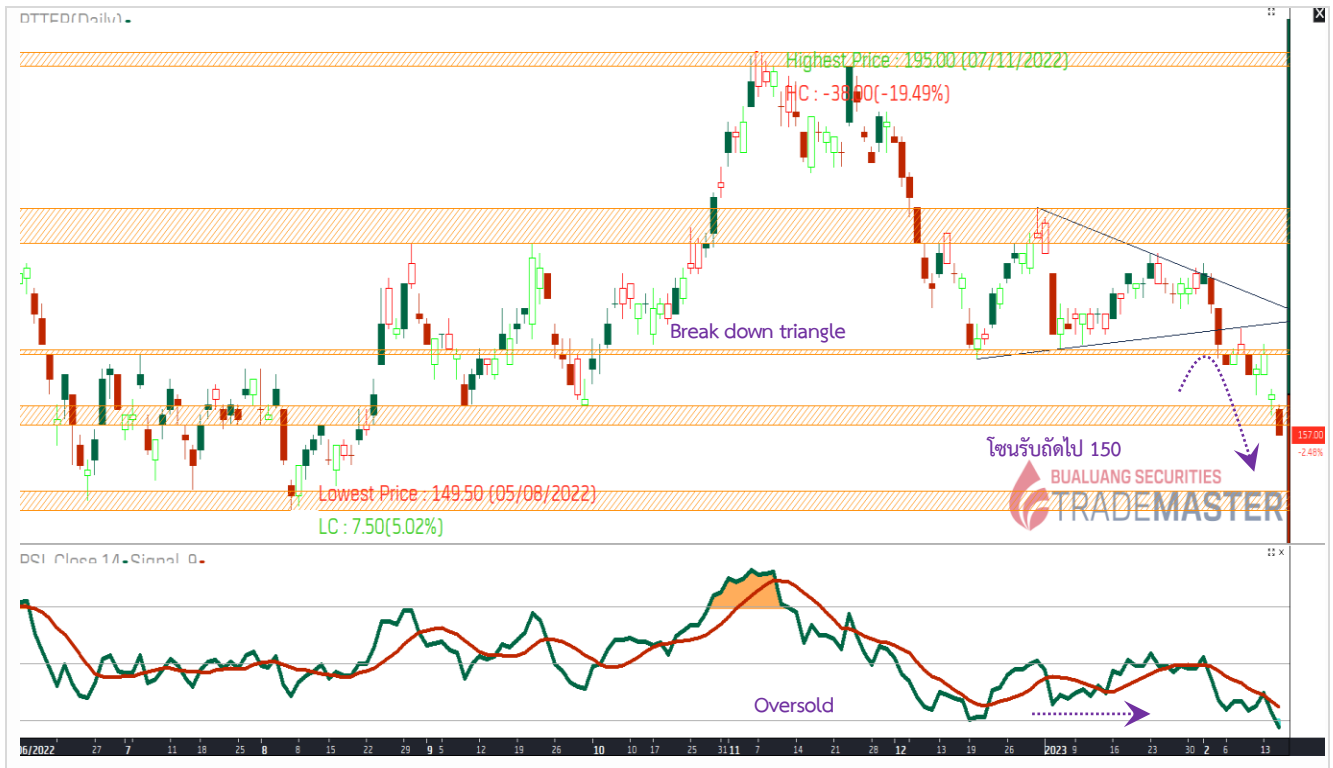 PTTEP(Daily)
X
Highest Price : 195.00 (07/11/2022)
HC : -38.00(-19.49%)
Break down triangle
157.00
-2.48%
โซนรับถัดไป 150
BUALUANG SECURITIES
TRADEMASTER
Lowest Price : 149.50 (05/08/2022)
LC : 7.50(5.02%)
RSI Close 14 Signal 9
x
Oversold
06/2022 27 7 11 18 25 8 8 15 22 29 9 5 12 19 26 10 10 17 25 31 11 7 14 21 28 12 13 19 26 2023 9 16 23 30 2 6 13